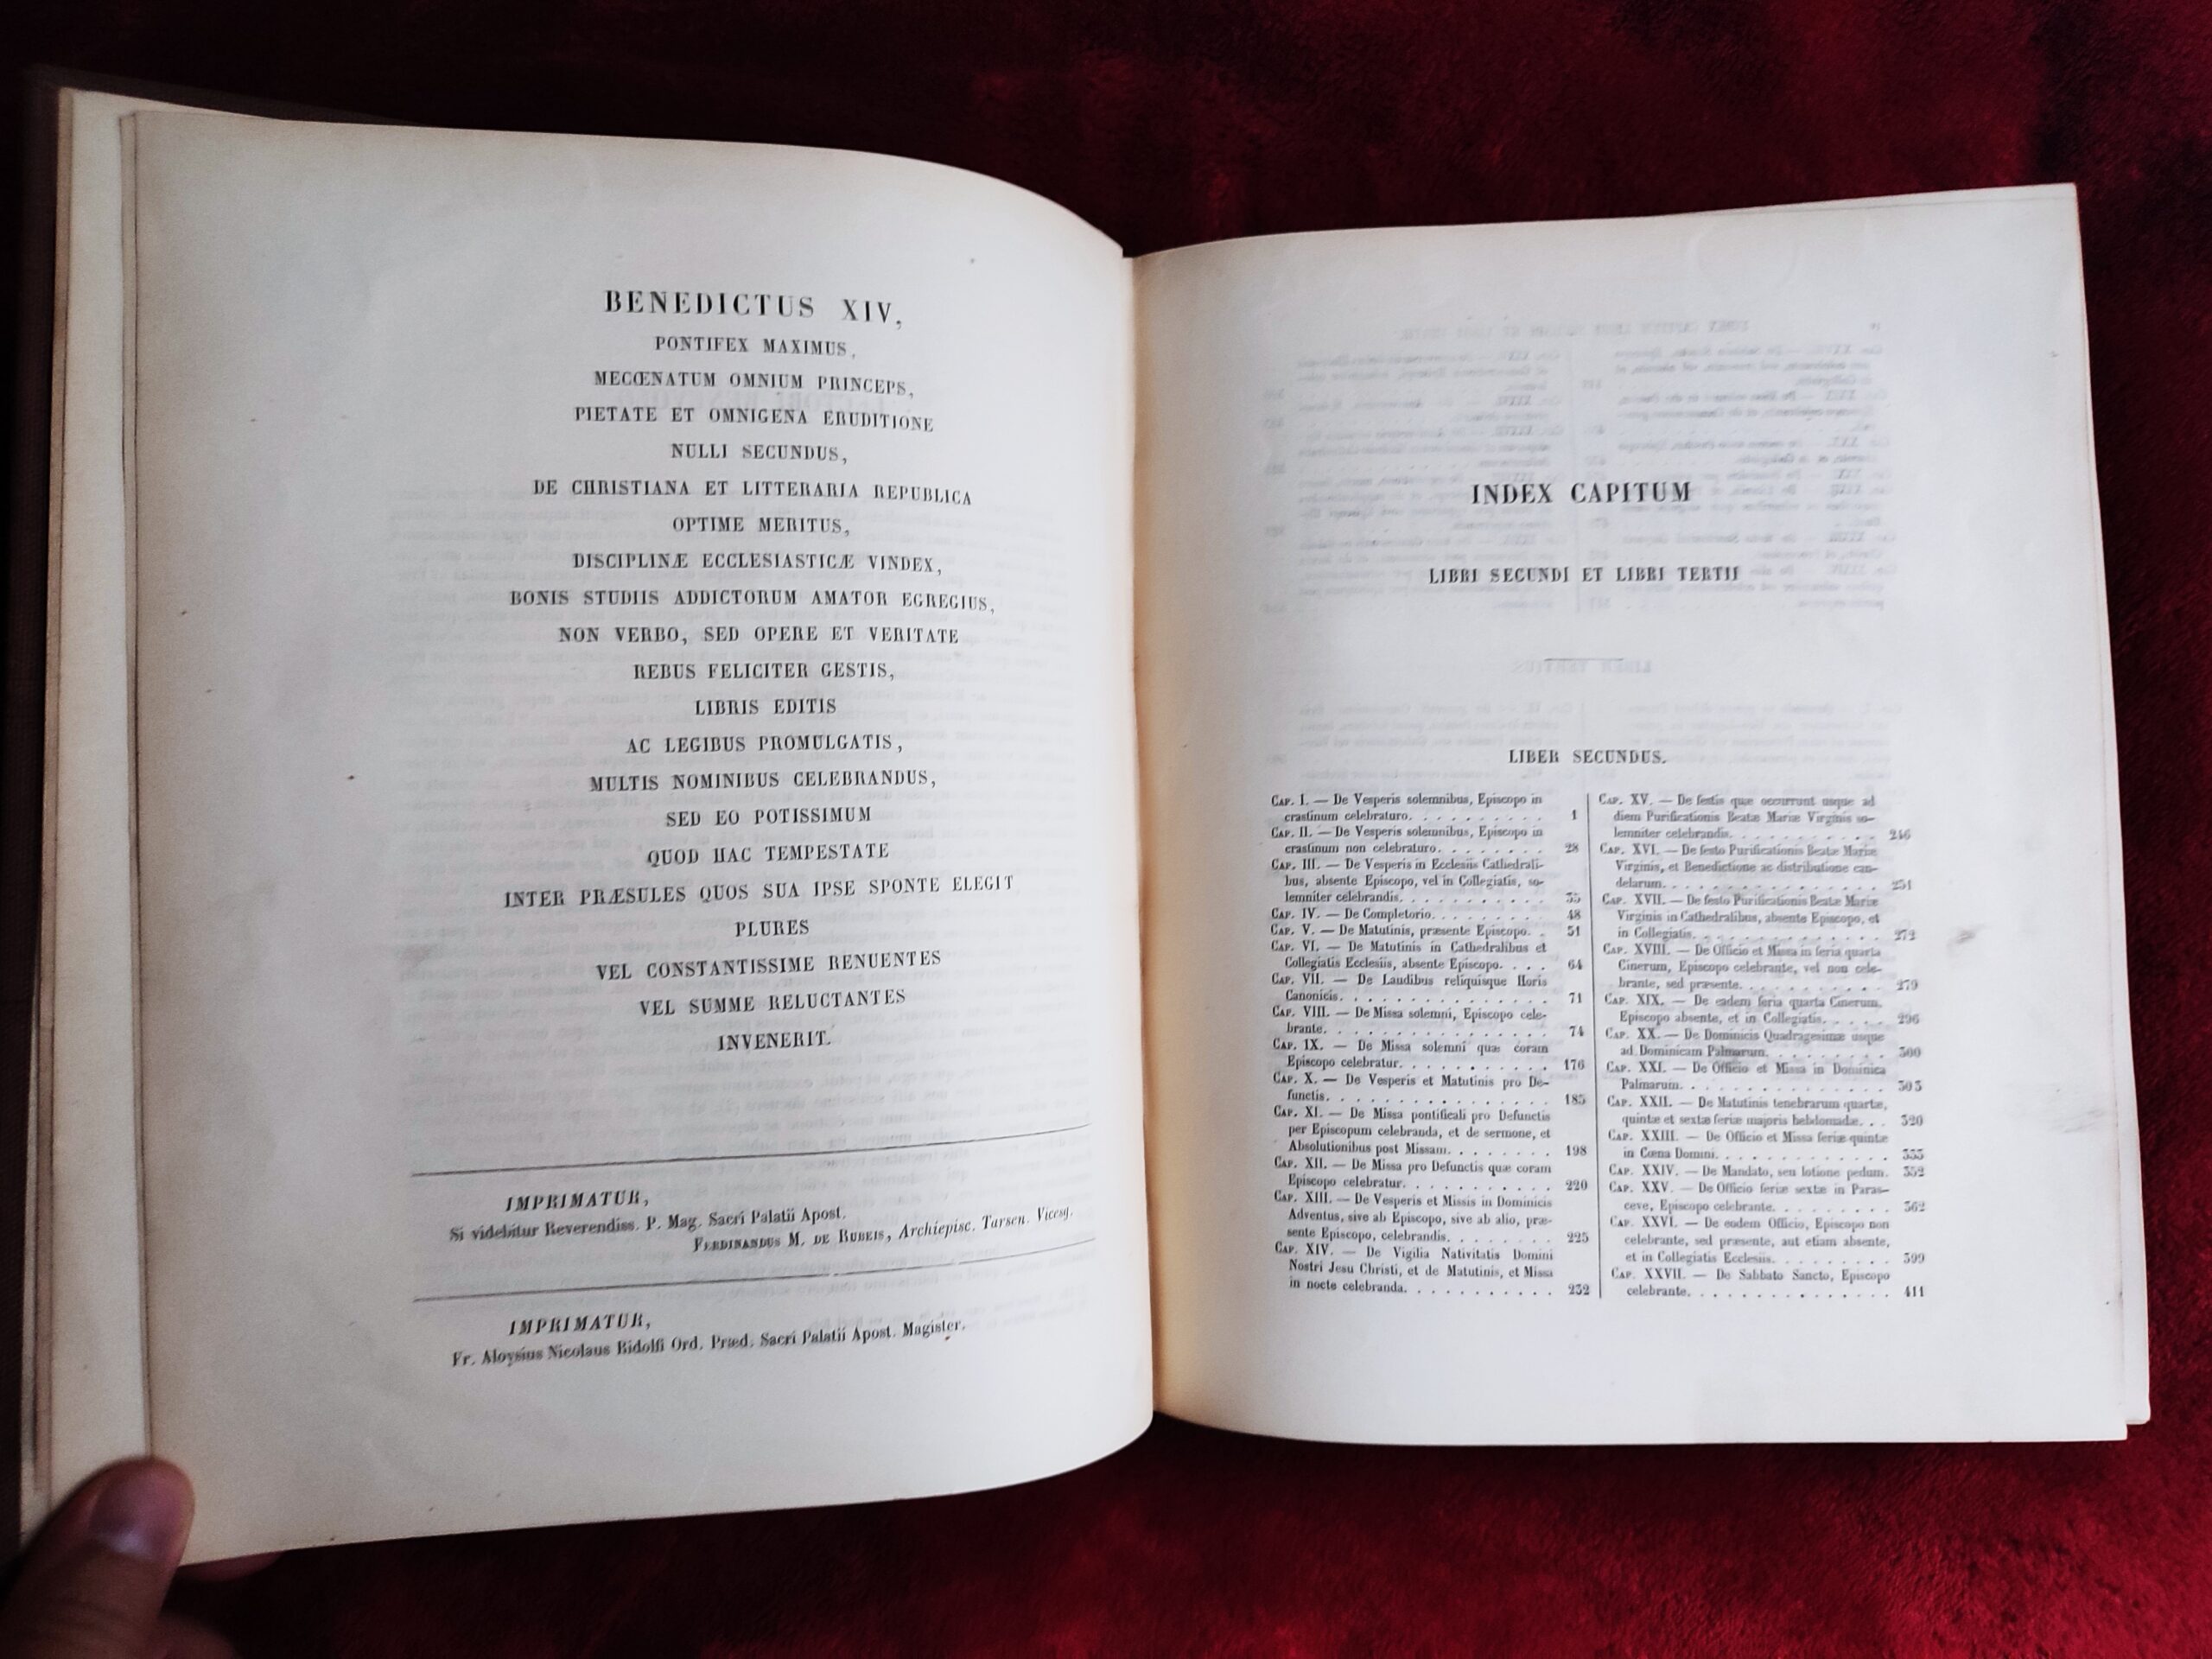 BENEDICTUS XIV,
PONTIFEX MAXIMUS,
MECŒNATUM OMNIUM PRINCEPS,
PIETATE ET OMNIGENA ERUDITIONE
NULLI SECUNDUS,
DE CHRISTIANA ET LITTERARIA REPUBLICA
OPTIME MERITUS,
DISCIPLINÆ ECCLESIASTICÆ VINDEX,
BONIS STUDIIS ADDICTORUM AMATOR EGREGIUS,
NON VERBO, SED OPERE ET VERITATE
REBUS FELICITER GESTIS,
LIBRIS EDITIS
AC LEGIBUS PROMULGATIS,
MULTIS NOMINIBUS CELEBRANDUS,
SED EO POTISSIMUM
QUOD HAC TEMPESTATE
INTER PRÆSULES QUOS SUA IPSE SPONTE ELEGIT
PLURES
VEL CONSTANTISSIME RENUENTES
VEL SUMME RELUCTANTES
INVENERIT.
IMPRIMATUR,
Si videbitur Reverendiss. P. Mag. Sacri Palatii Apost.
FERDINANDUS M. DE RUBEIS, Archiepisc. Tarsen. Vicesg.
IMPRIMATUR,
Fr. Aloysius Nicolaus Ridolfi Ord. Præd. Sacri Palatii Apost. Magister.
INDEX CAPITUM
LIBRI SECUNDI ET LIBRI TERTII
LIBER SECUNDUS.
CAP. I. — De Vesperis solemnibus, Episcopo in
crastinum celebraturo. . . . . . . . . . 1
CAP. II. — De Vesperis solemnibus, Episcopo in
crastinum non celebraturo. . . . . . . . 28
CAP. III. — De Vesperis in Ecclesiis Cathedrali-
bus, absente Episcopo, vel in Collegiatis, so-
lemniter celebrandis. . . . . . . . . . . 35
CAP. IV. — De Completorio. . . . . . . . . 48
CAP. V. — De Matutinis, præsente Episcopo. . 51
CAP. VI. — De Matutinis in Cathedralibus et
Collegiatis Ecclesiis, absente Episcopo. . . . 64
CAP. VII. — De Laudibus reliquisque Horis
Canonicis. . . . . . . . . . . . . . . 71
CAP. VIII. — De Missa solemni, Episcopo cele-
brante. . . . . . . . . . . . . . . . 74
CAP. IX. — De Missa solemni quæ coram
Episcopo celebratur. . . . . . . . . . . 176
CAP. X. — De Vesperis et Matutinis pro De-
functis. . . . . . . . . . . . . . . . 185
CAP. XI. — De Missa pontificali pro Defunctis
per Episcopum celebranda, et de sermone, et
Absolutionibus post Missam. . . . . . . . 198
CAP. XII. — De Missa pro Defunctis quæ coram
Episcopo celebratur. . . . . . . . . . . 220
CAP. XIII. — De Vesperis et Missis in Dominicis
Adventus, sive ab Episcopo, sive ab alio, præ-
sente Episcopo, celebrandis. . . . . . . . 225
CAP. XIV. — De Vigilia Nativitatis Domini
Nostri Jesu Christi, et de Matutinis, et Missa
in nocte celebranda. . . . . . . . . . . 232
CAP. XV. — De festis quæ occurrunt usque ad
diem Purificationis Beatæ Mariæ Virginis so-
lemniter celebrandis. . . . . . . . . . . 246
CAP. XVI. — De festo Purificationis Beatæ Mariæ
Virginis, et Benedictione ac distributione can-
delarum. . . . . . . . . . . . . . . 251
CAP. XVII. — De festo Purificationis Beatæ Mariæ
Virginis in Cathedralibus, absente Episcopo, et
in Collegiatis. . . . . . . . . . . . . 272
CAP. XVIII. — De Officio et Missa in feria quarta
Cinerum, Episcopo celebrante, vel non cele-
brante, sed præsente. . . . . . . . . . . 279
CAP. XIX. — De eadem feria quarta Cinerum,
Episcopo absente, et in Collegiatis. . . . . 296
CAP. XX. — De Dominicis Quadragesimæ usque
ad Dominicam Palmarum. . . . . . . . . 300
CAP. XXI. — De Officio et Missa in Dominica
Palmarum. . . . . . . . . . . . . . . 303
CAP. XXII. — De Matutinis tenebrarum quartæ,
quintæ et sextæ feriæ majoris hebdomadæ. . . 320
CAP. XXIII. — De Officio et Missa feriæ quintæ
in Cœna Domini. . . . . . . . . . . . 333
CAP. XXIV. — De Mandato, seu lotione pedum. 352
CAP. XXV. — De Officio feriæ sextæ in Paras-
ceve, Episcopo celebrante. . . . . . . . . 362
CAP. XXVI. — De eodem Officio, Episcopo non
celebrante, sed præsente, aut etiam absente,
et in Collegiatis Ecclesiis. . . . . . . . . 399
CAP. XXVII. — De Sabbato Sancto, Episcopo
celebrante. . . . . . . . . . . . . . . 411